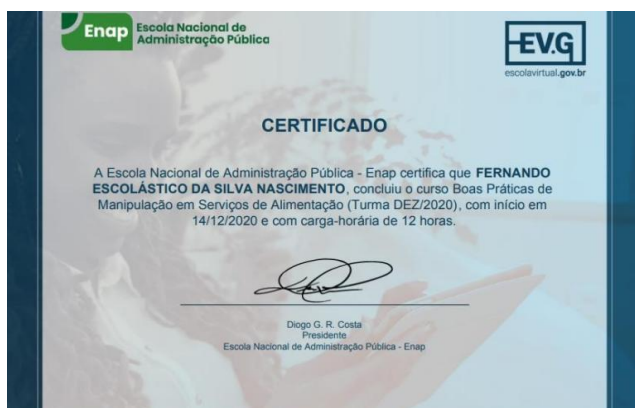 Enap Escola Nacional de
Administração Pública
EV.G
escolavirtual.gov.br
CERTIFICADO
A Escola Nacional de Administração Pública - Enap certifica que FERNANDO
ESCOLÁSTICO DA SILVA NASCIMENTO, concluiu o curso Boas Práticas de
Manipulação em Serviços de Alimentação (Turma DEZ/2020), com início em
14/12/2020 e com carga-horária de 12 horas.
Diogo G. R. Costa
Presidente
Escola Nacional de Administração Pública - Enap